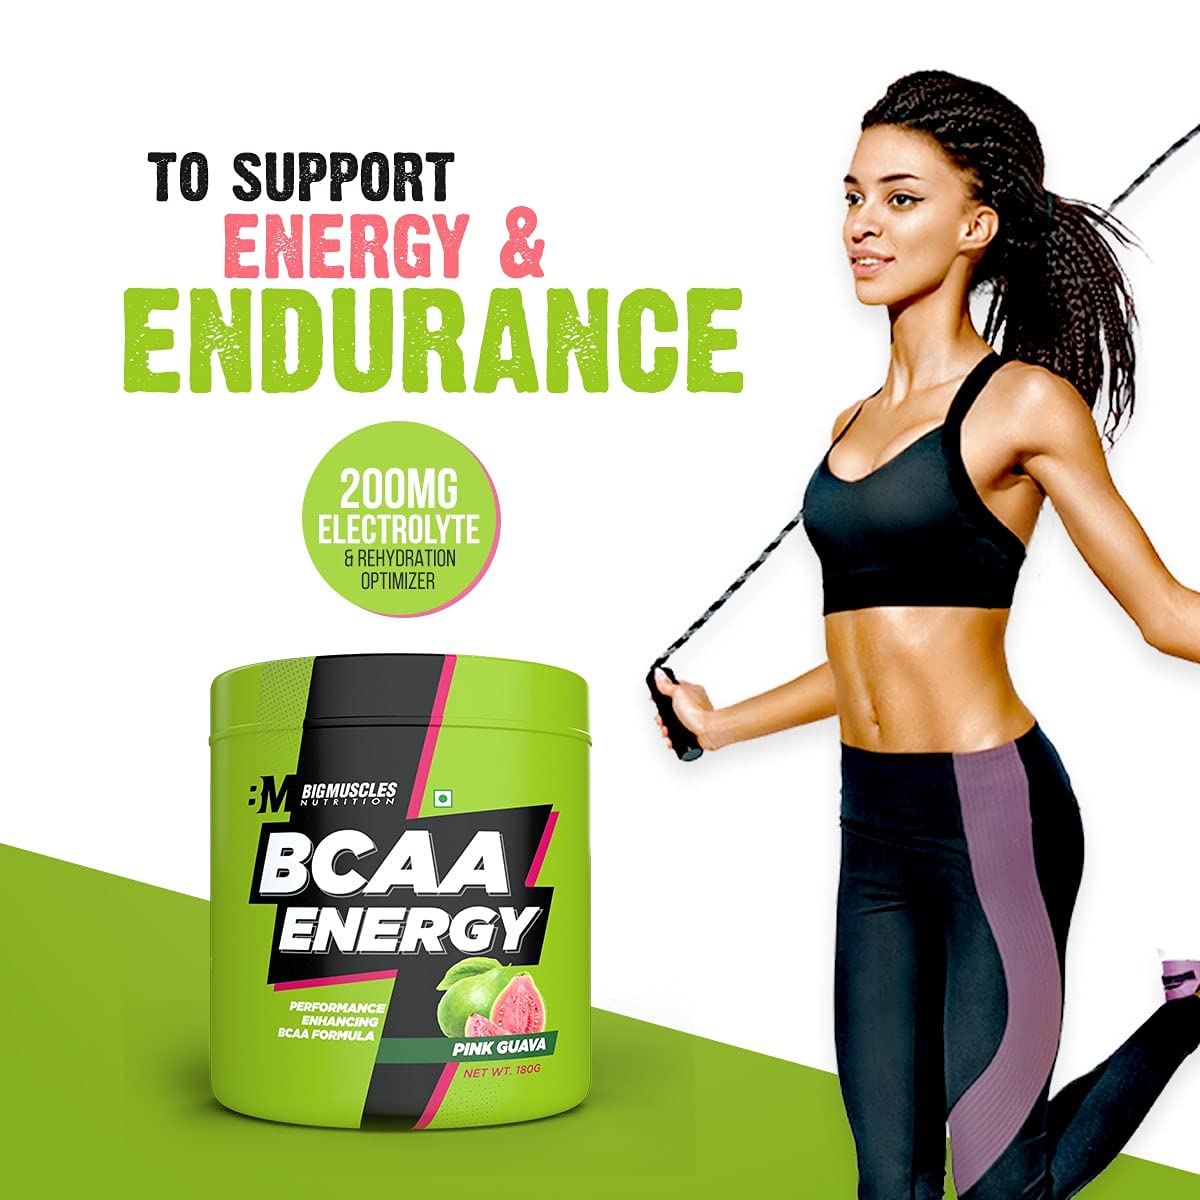 TO SUPPORT
ENERGY &
ENDURANCE
200MG
ELECTROLYTE
& REHYDRATION
OPTIMIZER
BM BIGMUSCLES
NUTRITION
BCAA
ENERGY
PERFORMANCE
ENHANCING
BCAA FORMULA
PINK GUAVA
NET WT. 180G